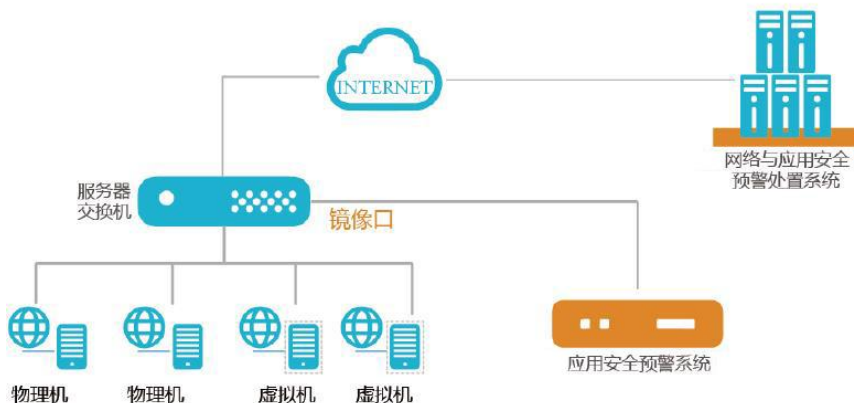 INTERNET
网络与应用安全
预警处置系统
服务器
交换机
镜像口
应用安全预警系统
物理机
物理机
虚拟机
虚拟机